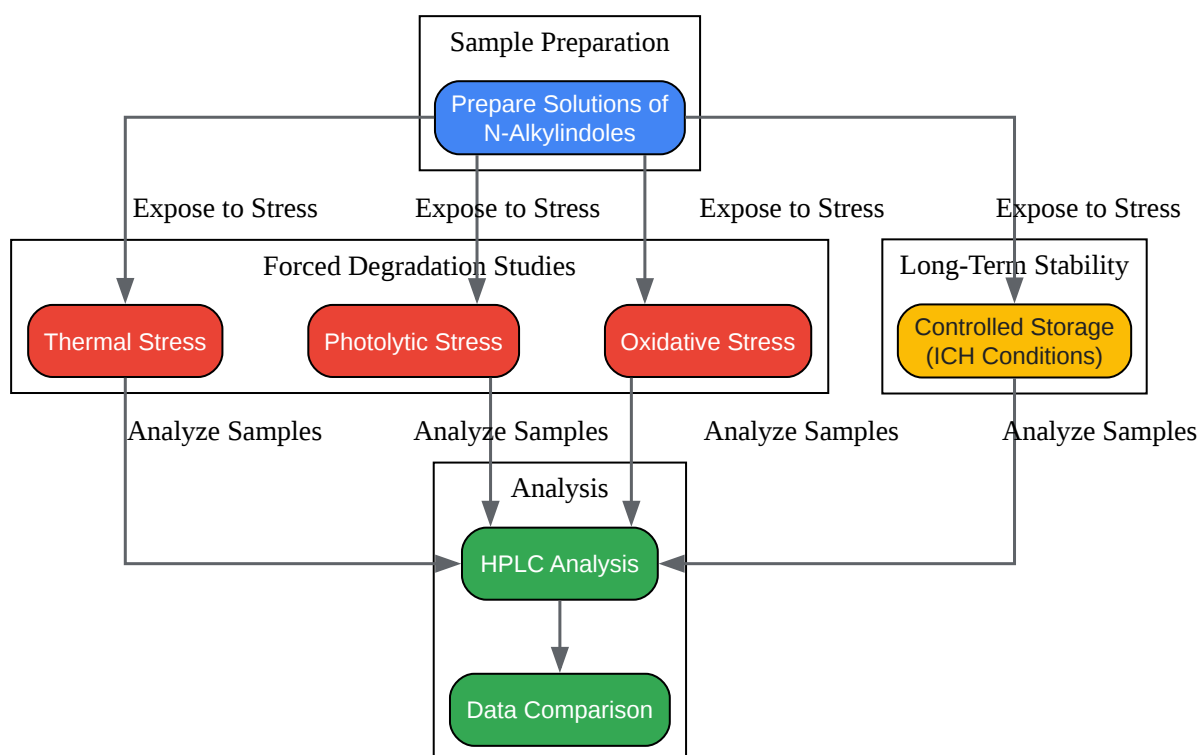 Sample Preparation
Prepare Solutions of
N-Alkylindoles
Expose to Stress
Expose to Stress
Expose to Stress
Expose to Stress
Forced Degradation Studies
Long-Term Stability
Thermal Stress
Photolytic Stress
Oxidative Stress
Controlled Storage
(ICH Conditions)
Analyze Samples
Analyze Samples
Analyze Samples
Analyze Samples
Analysis
HPLC Analysis
Data Comparison